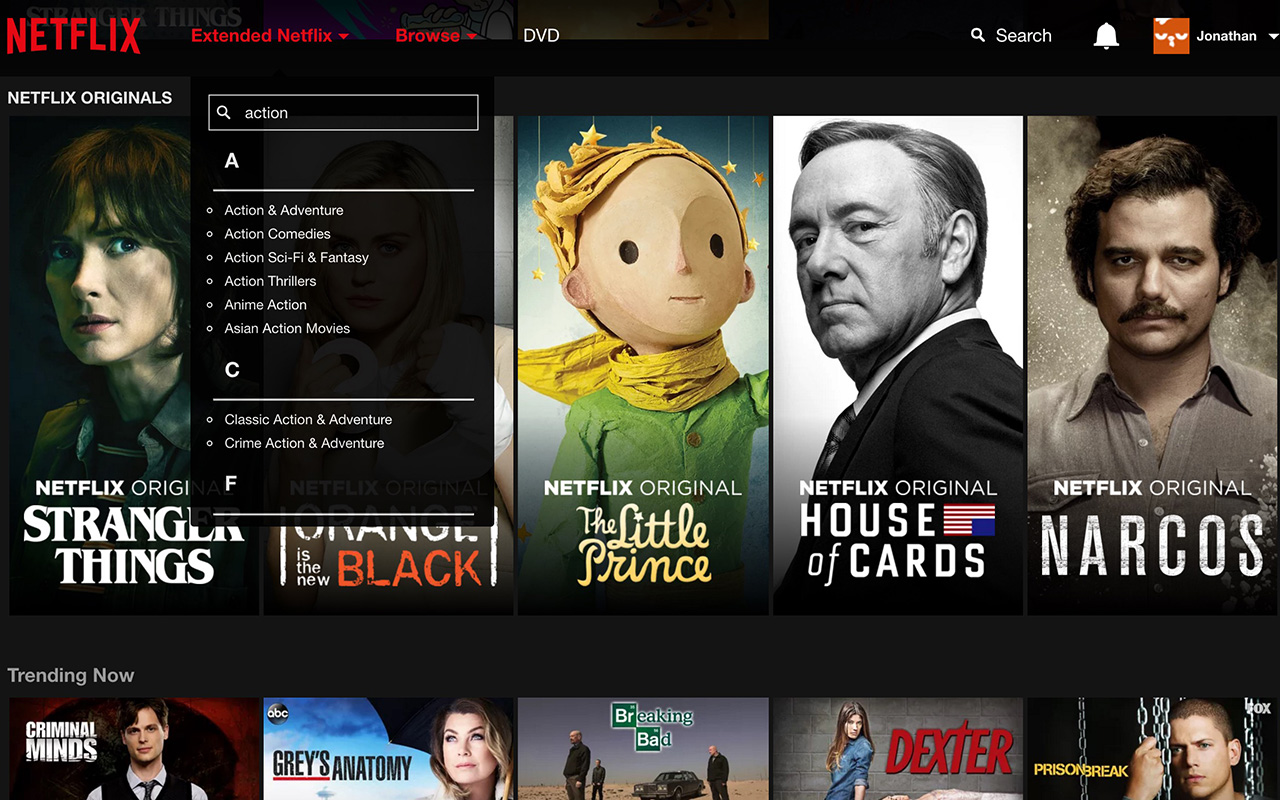 STRANGER THINGS
NETFLIX
Extended Netflix
Browse
DVD
Search
Jonathan
NETFLIX ORIGINALS
action
A
Action & Adventure
Action Comedies
Action Sci-Fi & Fantasy
Action Thrillers
Anime Action
Asian Action Movies
C
Classic Action & Adventure
Crime Action & Adventure
F
NETFLIX ORIGINAL
STRANGER
THINGS
NETFLIX ORIGINAL
ORANGE
is the new BLACK
NETFLIX ORIGINAL
The Little
Prince
NETFLIX ORIGINAL
HOUSE
of CARDS
NETFLIX ORIGINAL
NARCOS
Trending Now
CRIMINAL
MINDS
abc
GREY'S ANATOMY
Breaking
Bad
DEXTER
FOX
PRISON BREAK